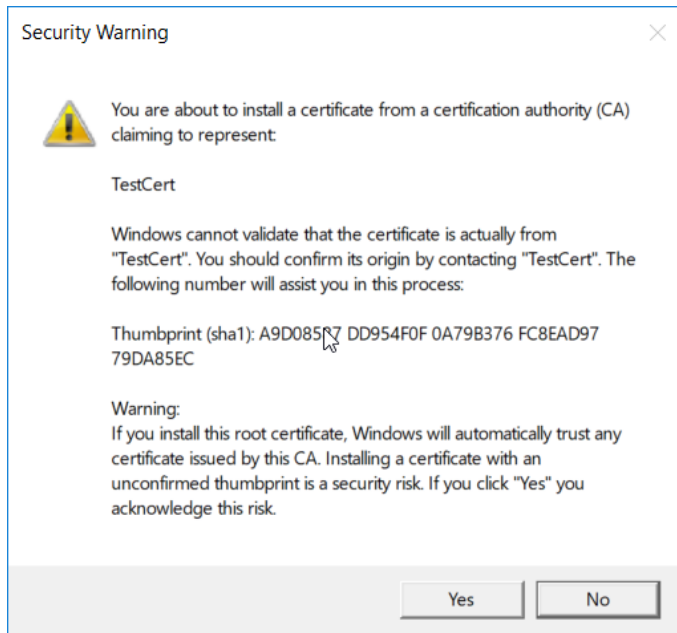 Security Warning
You are about to install a certificate from a certification authority (CA)
claiming to represent:
TestCert
Windows cannot validate that the certificate is actually from
"TestCert". You should confirm its origin by contacting "TestCert". The
following number will assist you in this process:
Thumbprint (sha1): DD954F0F 0A79B376 FC8EAD97
79DA85EC
Warning:
If you install this root certificate, Windows will automatically trust any
certificate issued by this CA. Installing a certificate with an
unconfirmed thumbprint is a security risk. If you click "Yes" you
acknowledge this risk.
Yes
No